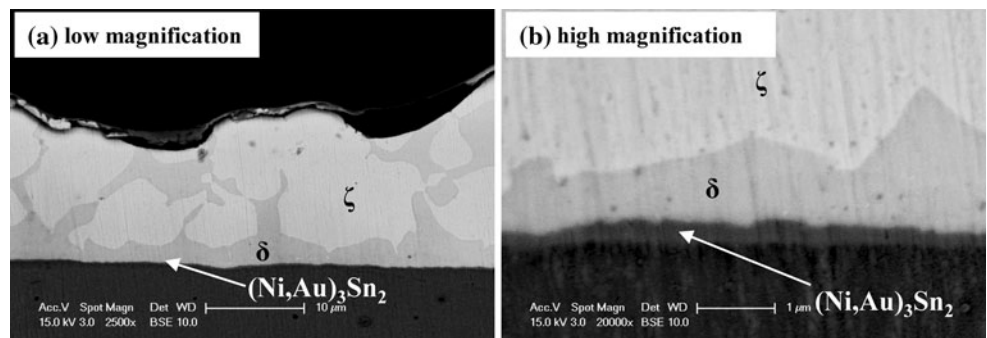 (a) low magnification
ζ
δ
(Ni,Au)₃Sn₂
Acc.V Spot Magn Det WD 10 µm
15.0 kV 3.0 2500x BSE 10.0
(b) high magnification
ζ
δ
(Ni,Au)₃Sn₂
Acc.V Spot Magn Det WD 1 µm
15.0 kV 3.0 20000x BSE 10.0